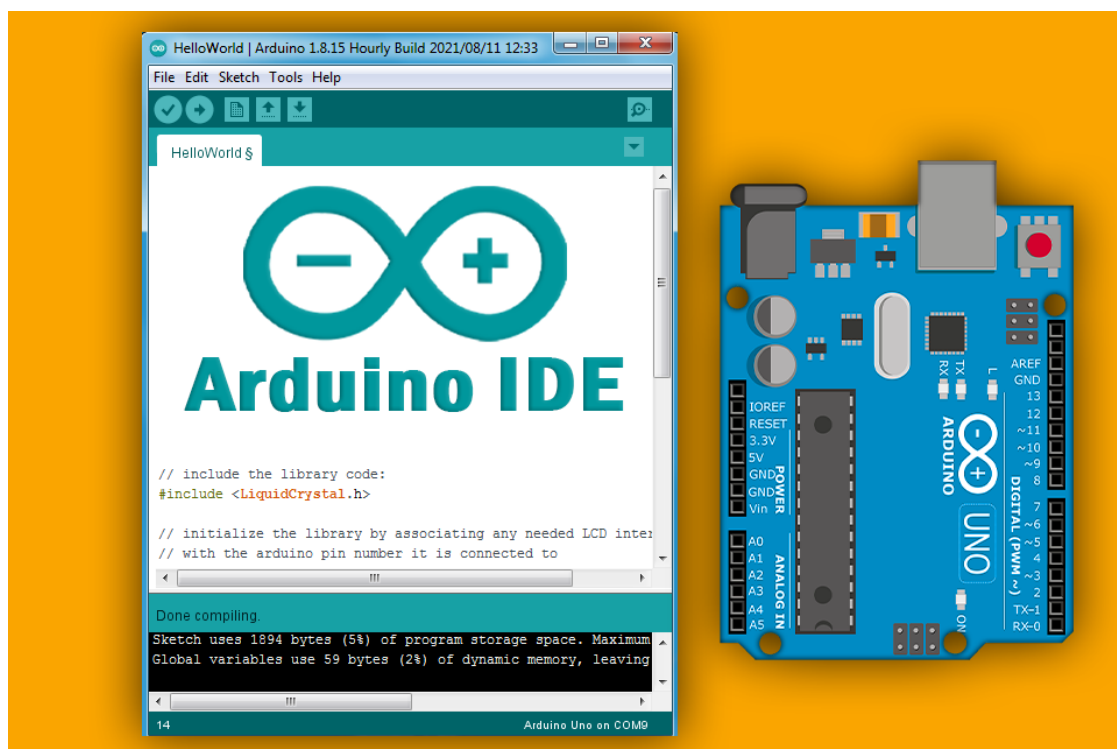 HelloWorld | Arduino 1.8.15 Hourly Build 2021/08/11 12:33
File Edit Sketch Tools Help
HelloWorld §
Arduino IDE
// include the library code:
#include <LiquidCrystal.h>
// initialize the library by associating any needed LCD inter
// with the arduino pin number it is connected to
Done compiling.
Sketch uses 1894 bytes (5%) of program storage space. Maximum
Global variables use 59 bytes (2%) of dynamic memory, leaving
14
Arduino Uno on COM9
RX
TX
L
AREF
GND
13
12
~11
~10
~9
8
7
~6
~5
4
~3
2
TX-1
RX-0
DIGITAL (PWM ~)
ARDUINO
UNO
ON
IOREF
RESET
3.3V
5V
GND
GND
Vin
POWER
A0
A1
A2
A3
A4
A5
ANALOG IN